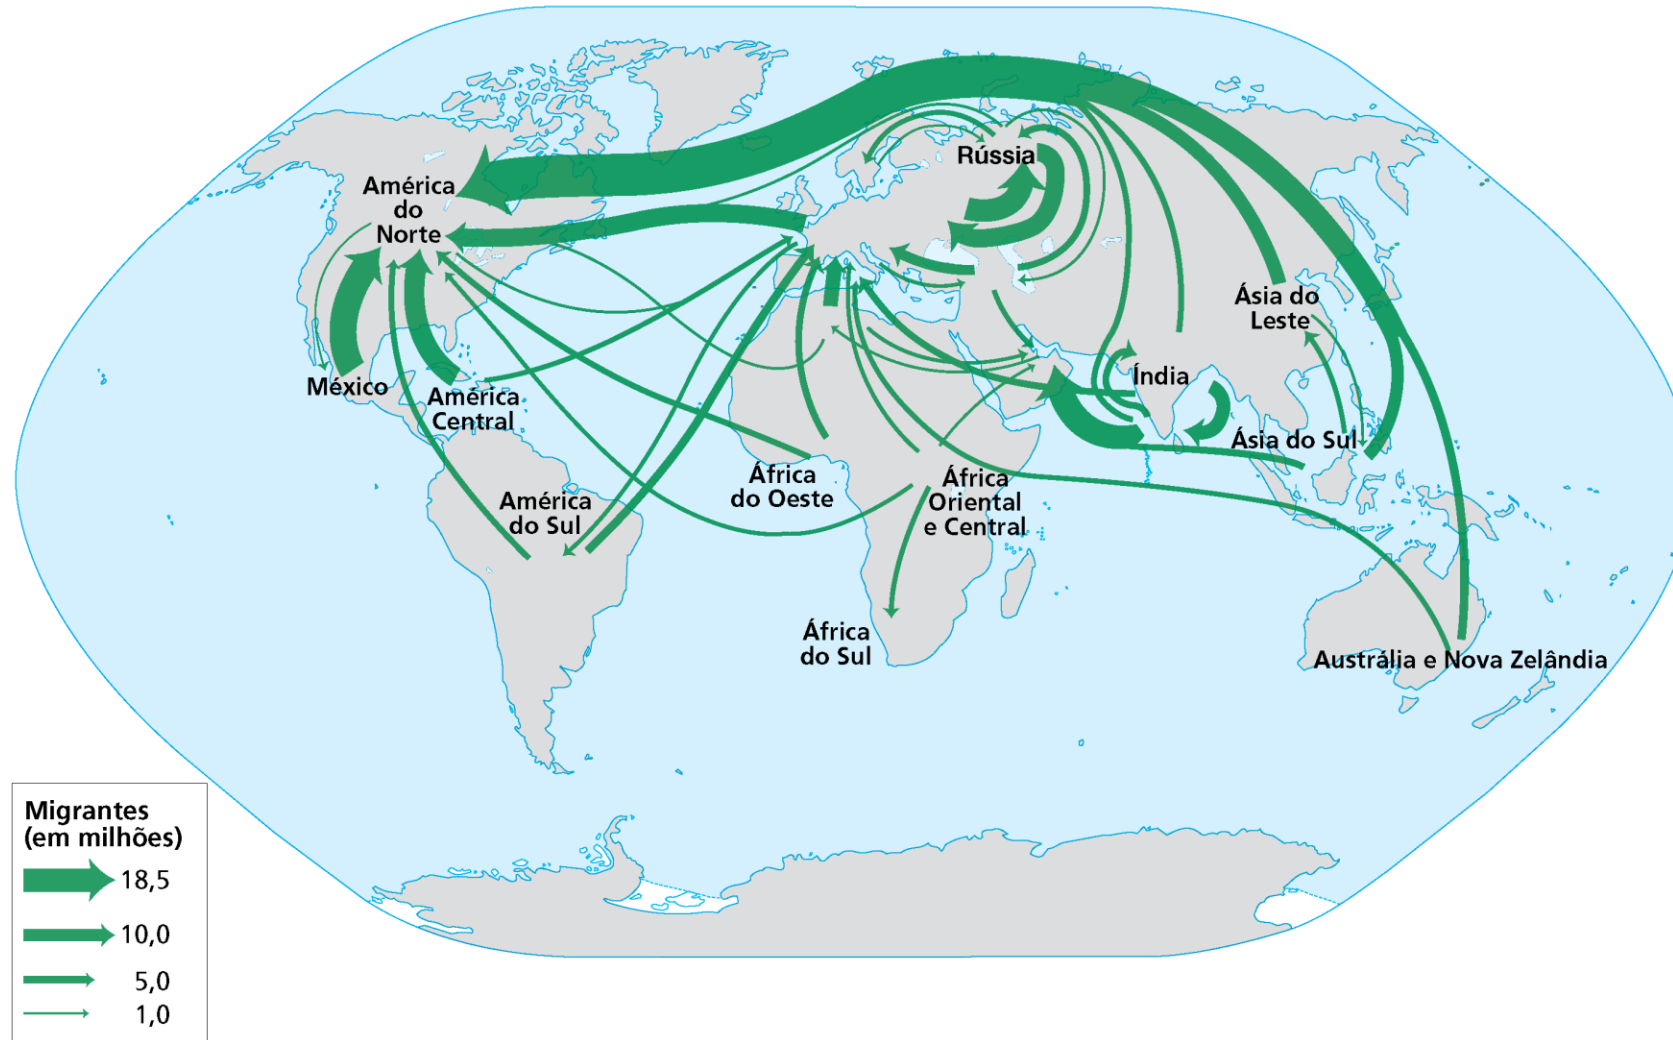 Rússia
América
do
Norte
Ásia do
Leste
México
América
Central
Índia
Ásia do Sul
África
do Oeste
África
Oriental
e Central
América
do Sul
África
do Sul
Austrália e Nova Zelândia
Migrantes
(em milhões)
18,5
10,0
5,0
1,0